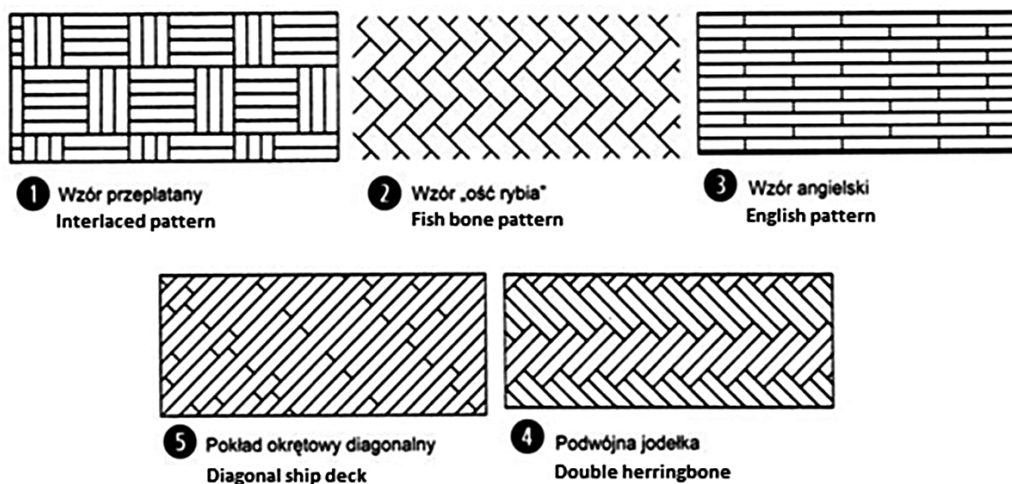 1 Wzór przeplatany
Interlaced pattern
2 Wzór „ość rybia"
Fish bone pattern
3 Wzór angielski
English pattern
5 Pokład okrętowy diagonalny
Diagonal ship deck
4 Podwójna jodełka
Double herringbone